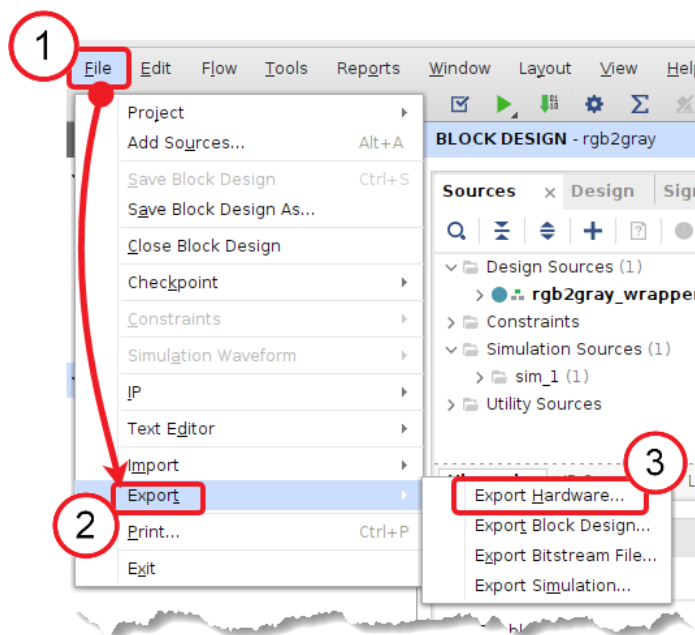 1
File Edit Flow Tools Reports Window Layout View Help
Project
Add Sources... Alt+A
Save Block Design Ctrl+S
Save Block Design As...
Close Block Design
Checkpoint
Constraints
Simulation Waveform
IP
Text Editor
Import
Export
2
Print... Ctrl+P
Exit
BLOCK DESIGN - rgb2gray
Sources × Design Sign
Design Sources (1)
rgb2gray_wrapper
Constraints
Simulation Sources (1)
sim_1 (1)
Utility Sources
3
Export Hardware...
Export Block Design...
Export Bitstream File...
Export Simulation...